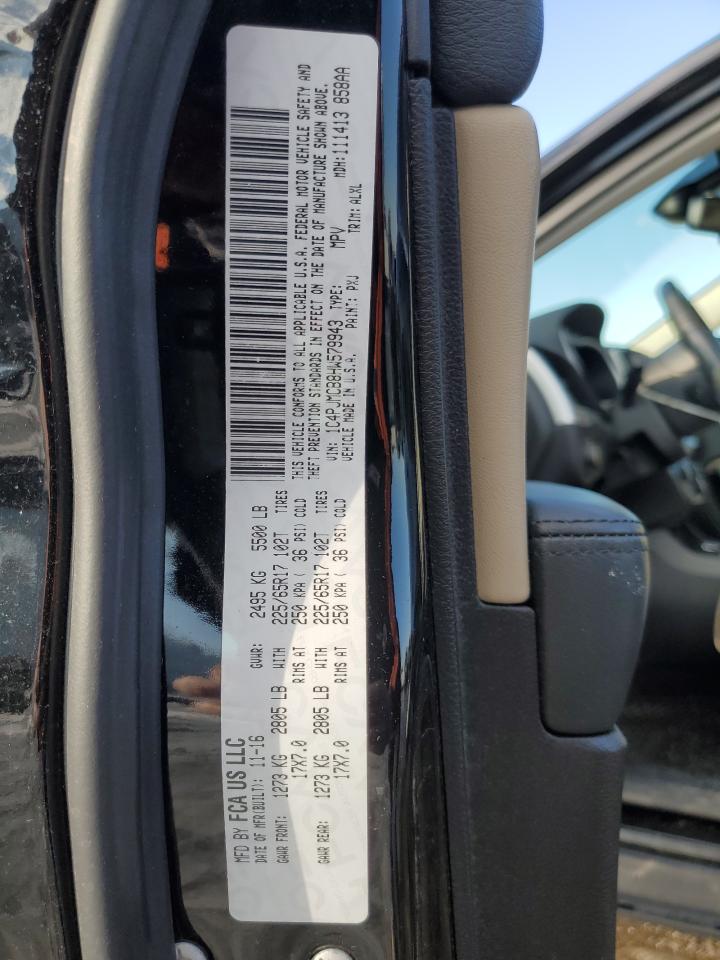 MFD BY FCA US LLC
DATE OF MFR(BUILT): 11-16 GVWR: 2495 KG 5500 LB
GAWR FRONT: 1273 KG 2805 LB WITH 225/65R17 102T TIRES
17X7.0 RIMS AT 250 KPA ( 36 PSI) COLD
GAWR REAR: 1273 KG 2805 LB WITH 225/65R17 102T TIRES
17X7.0 RIMS AT 250 KPA ( 36 PSI) COLD
THIS VEHICLE CONFORMS TO ALL APPLICABLE U.S.A. FEDERAL MOTOR VEHICLE SAFETY AND
THEFT PREVENTION STANDARDS IN EFFECT ON THE DATE OF MANUFACTURE SHOWN ABOVE.
VIN: 1C4PJMCB8HW579943 TYPE: MPV MDH: 111413 858AA
VEHICLE MADE IN U.S.A. PAINT: PXJ TRIM: ALXL